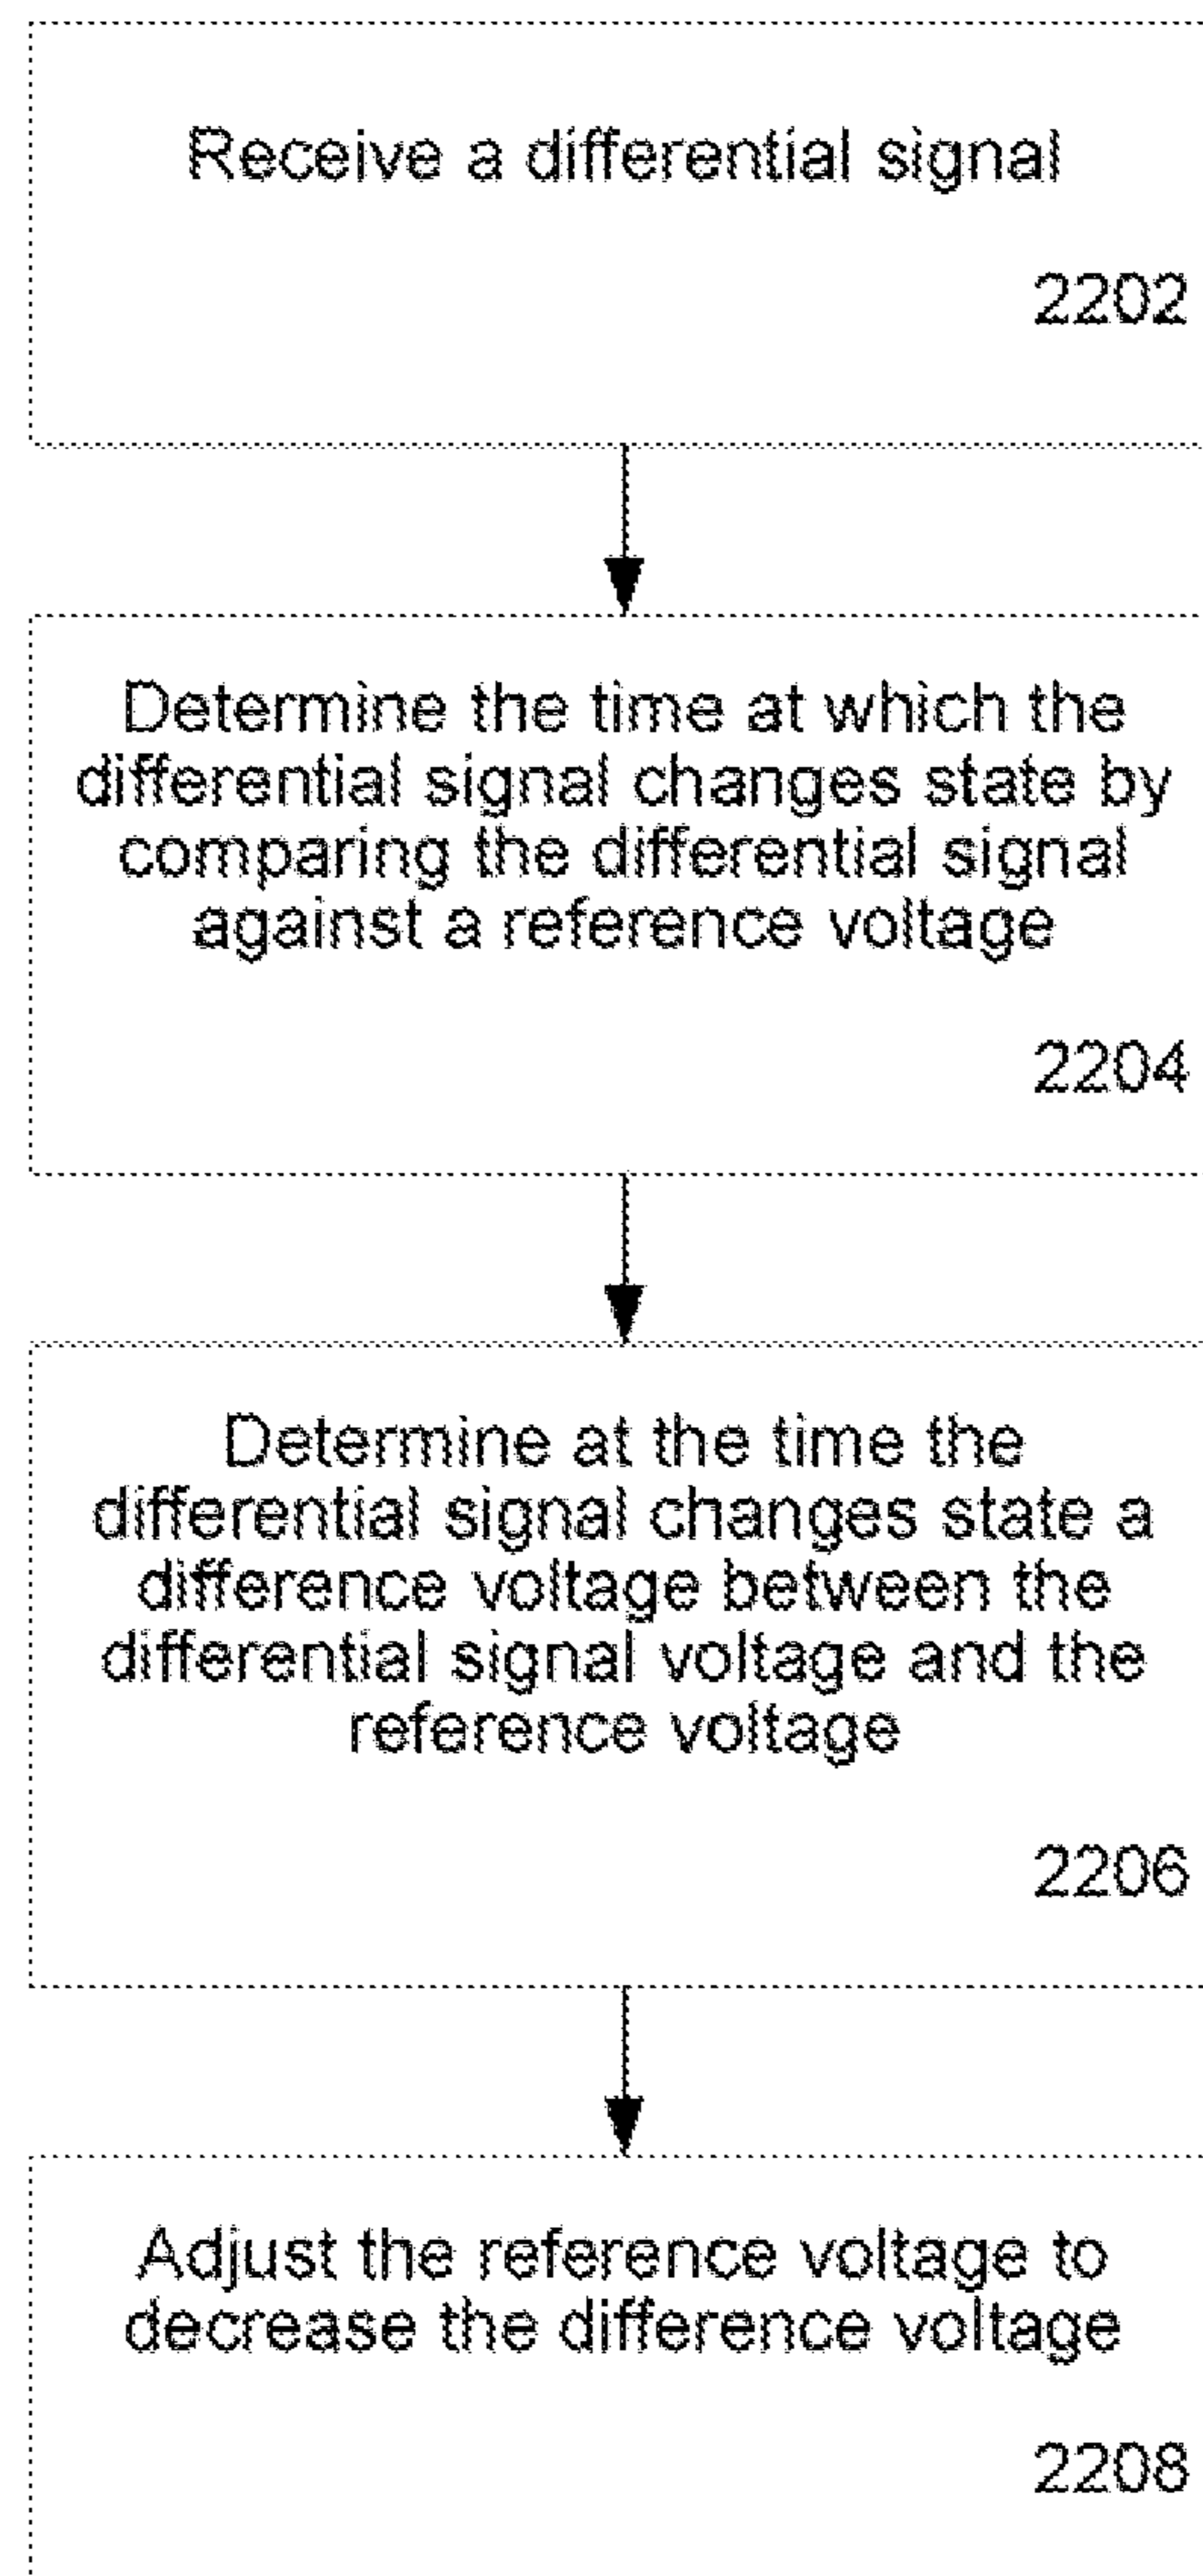 Receive a differential signal
2202
Determine the time at which the
differential signal changes state by
comparing the differential signal
against a reference voltage
2204
Determine at the time the
differential signal changes state a
difference voltage between the
differential signal voltage and the
reference voltage
2206
Adjust the reference voltage to
decrease the difference voltage
2208